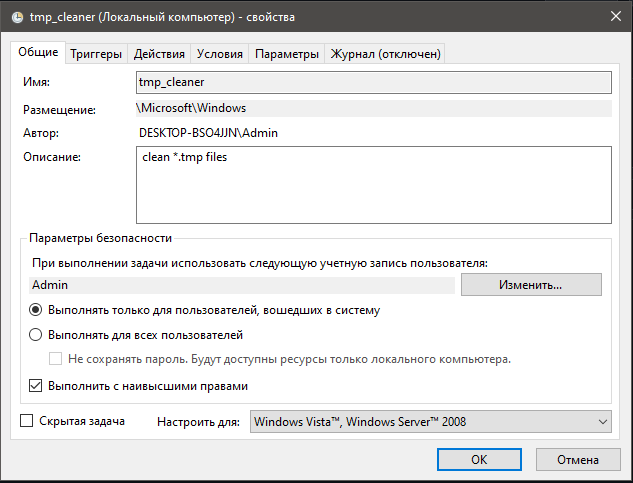 tmp_cleaner (Локальный компьютер) - свойства
Общие Триггеры Действия Условия Параметры Журнал (отключен)
Имя: tmp_cleaner
Размещение: \Microsoft\Windows
Автор: DESKTOP-BSO4JJN\Admin
Описание: clean *.tmp files
Параметры безопасности
При выполнении задачи использовать следующую учетную запись пользователя:
Admin Изменить...
Выполнять только для пользователей, вошедших в систему
Выполнять для всех пользователей
Не сохранять пароль. Будут доступны ресурсы только локального компьютера.
Выполнить с наивысшими правами
Скрытая задача Настроить для: Windows Vista™, Windows Server™ 2008
OK Отмена